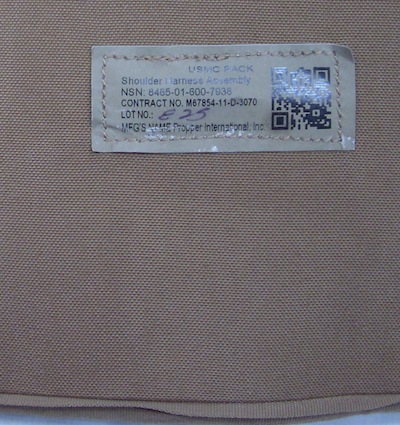 USMC PACK
Shoulder Harness Assembly
NSN: 8465-01-600-7938
CONTRACT NO. M67854-11-D-3070
LOT NO.: E25
MFG'S NAME Propper International, Inc